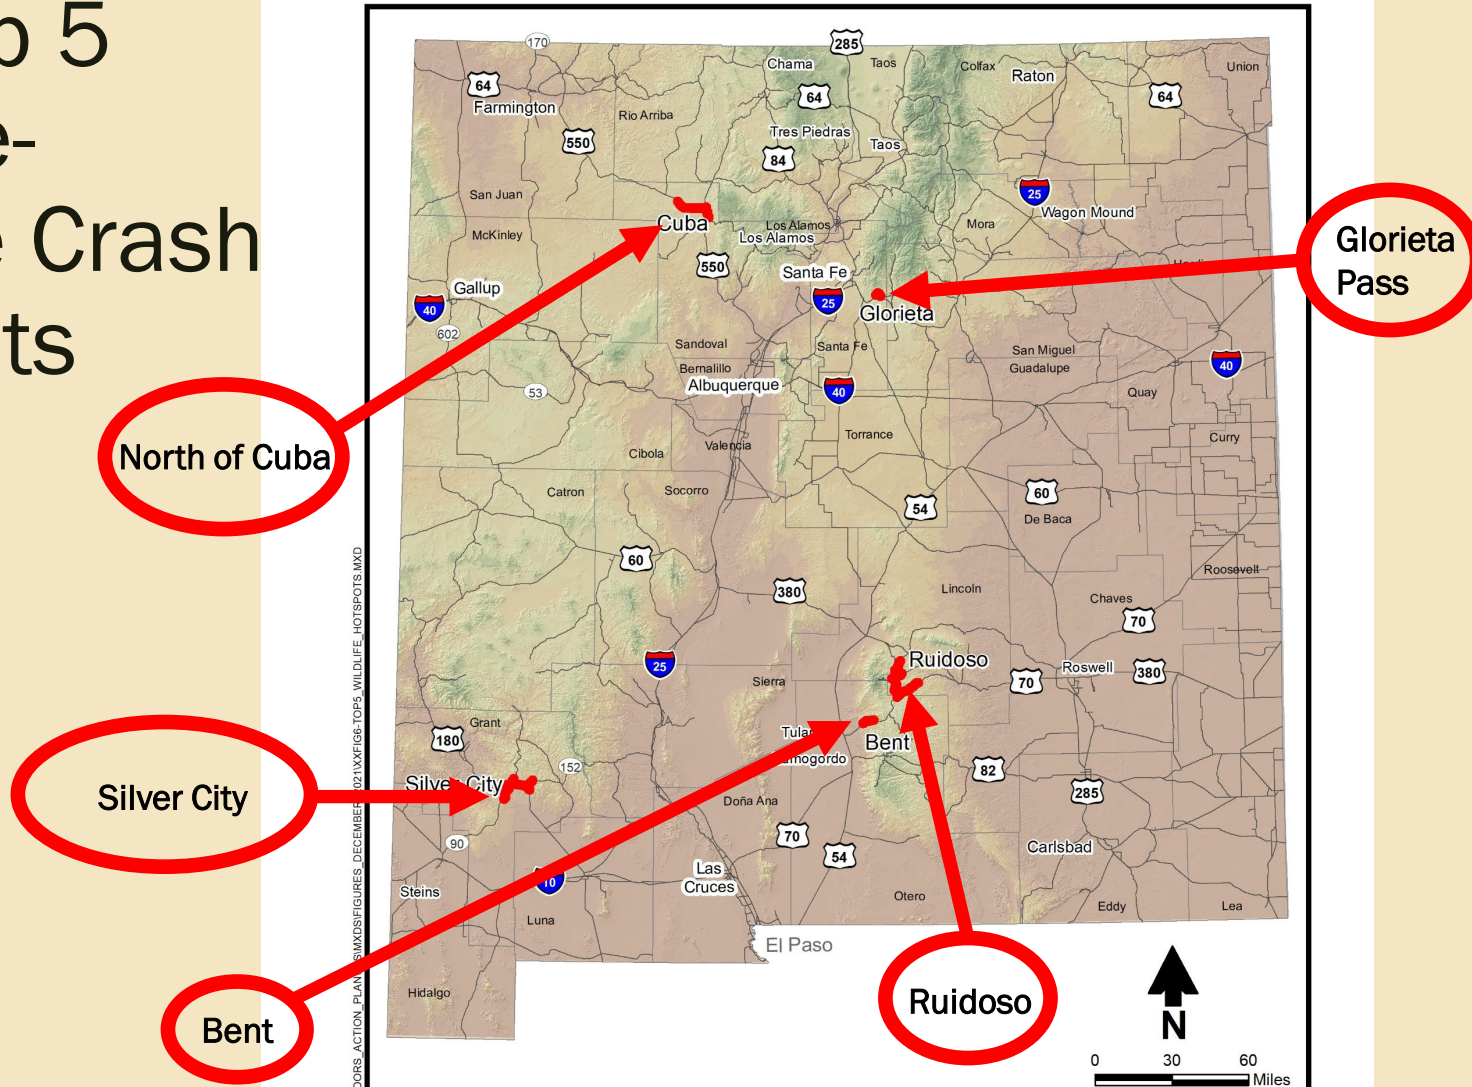 5
Crash
ts
170
285
Chama
Taos
Colfax
Raton
Union
64
Farmington
64
64
Rio Arriba
550
Tres Piedras
Taos
84
San Juan
25
Wagon Mound
Cuba
Los Alamos
Los Alamos
Mora
McKinley
550
Glorieta
Pass
Santa Fe
Gallup
40
25
Glorieta
602
Sandoval
Santa Fe
San Miguel
Guadalupe
40
Bernalillo
Albuquerque
40
53
Quay
Torrance
Curry
Valencia
Cibola
North of Cuba
Catron
Socorro
60
54
De Baca
60
Roosevelt
380
Lincoln
Chaves
70
25
Ruidoso
Roswell
380
70
Sierra
Grant
180
Bent
82
152
Silver City
285
Silver City
Doña Ana
70
54
90
Carlsbad
Las
Cruces
10
Steins
Otero
Eddy
Lea
Luna
El Paso
Hidalgo
Ruidoso
Bent
N
0 30 60
Miles